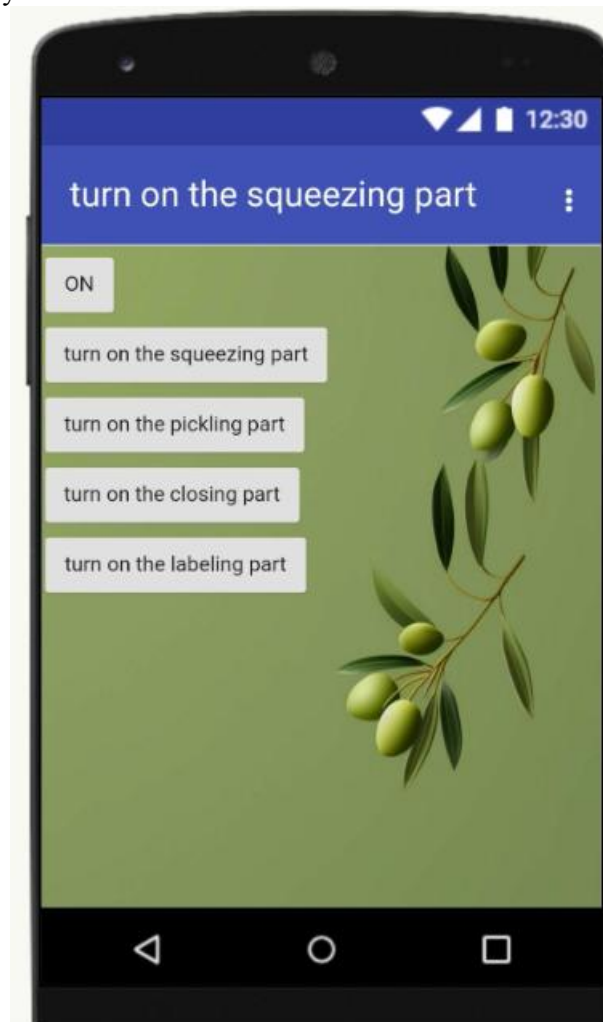 y
12:30
turn on the squeezing part
ON
turn on the squeezing part
turn on the pickling part
turn on the closing part
turn on the labeling part